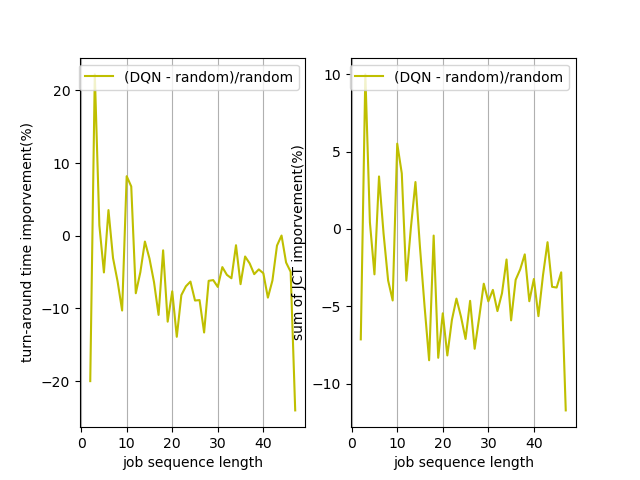 (DQN - random)/random
turn-around time imporvement(%)
20
10
0
−10
−20
0 10 20 30 40
job sequence length
(DQN - random)/random
sum of JCT imporvement(%)
10
5
0
−5
−10
0 10 20 30 40
job sequence length